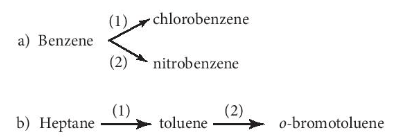 (1) chlorobenzene
a) Benzene
(2) nitrobenzene
b) Heptane (1) toluene (2) o-bromotoluene